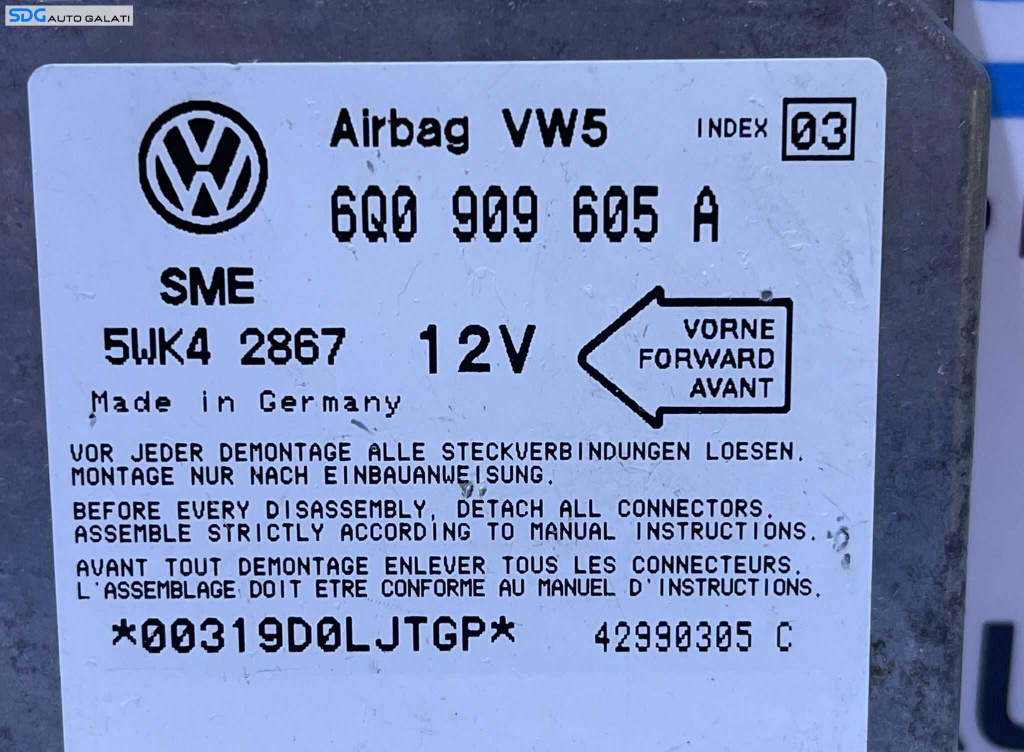 SDG AUTO GALATI
Airbag VW5 INDEX 03
6Q0 909 605 A
SME
5WK4 2867 12V
VORNE
FORWARD
AVANT
Made in Germany
VOR JEDER DEMONTAGE ALLE STECKVERBINDUNGEN LOESEN.
MONTAGE NUR NACH EINBAUANWEISUNG.
BEFORE EVERY DISASSEMBLY, DETACH ALL CONNECTORS.
ASSEMBLE STRICTLY ACCORDING TO MANUAL INSTRUCTIONS.
AVANT TOUT DEMONTAGE ENLEVER TOUS LES CONNECTEURS.
L'ASSEMBLAGE DOIT ETRE CONFORME AU MANUEL D'INSTRUCTIONS.
*00319D0LJTGP* 42990305 C